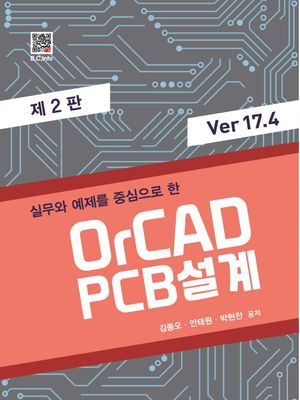 B.C.Info
제 2 판
Ver 17.4
실무와 예제를 중심으로 한
OrCAD
PCB설계
김종오 · 안태원 · 박현찬 공저